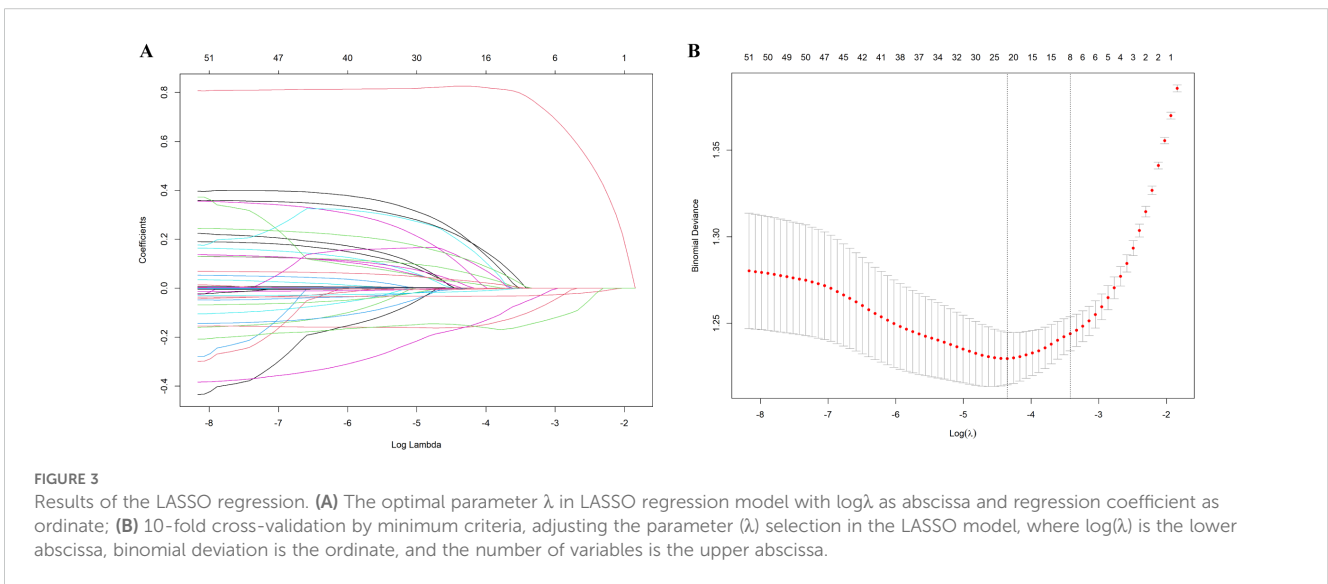 A
51 47 40 30 16 6 1
0.8
0.6
0.4
0.2
0.0
-0.2
-0.4
Coefficients
-8 -7 -6 -5 -4 -3 -2
Log Lambda
B
51 50 49 50 47 45 42 41 38 37 34 32 30 25 20 15 15 8 6 6 5 4 3 2 2 1
1.35
1.30
1.25
Binomial Deviance
-8 -7 -6 -5 -4 -3 -2
Log(λ)
FIGURE 3
Results of the LASSO regression. (A) The optimal parameter λ in LASSO regression model with logλ as abscissa and regression coefficient as
ordinate; (B) 10-fold cross-validation by minimum criteria, adjusting the parameter (λ) selection in the LASSO model, where log(λ) is the lower
abscissa, binomial deviation is the ordinate, and the number of variables is the upper abscissa.